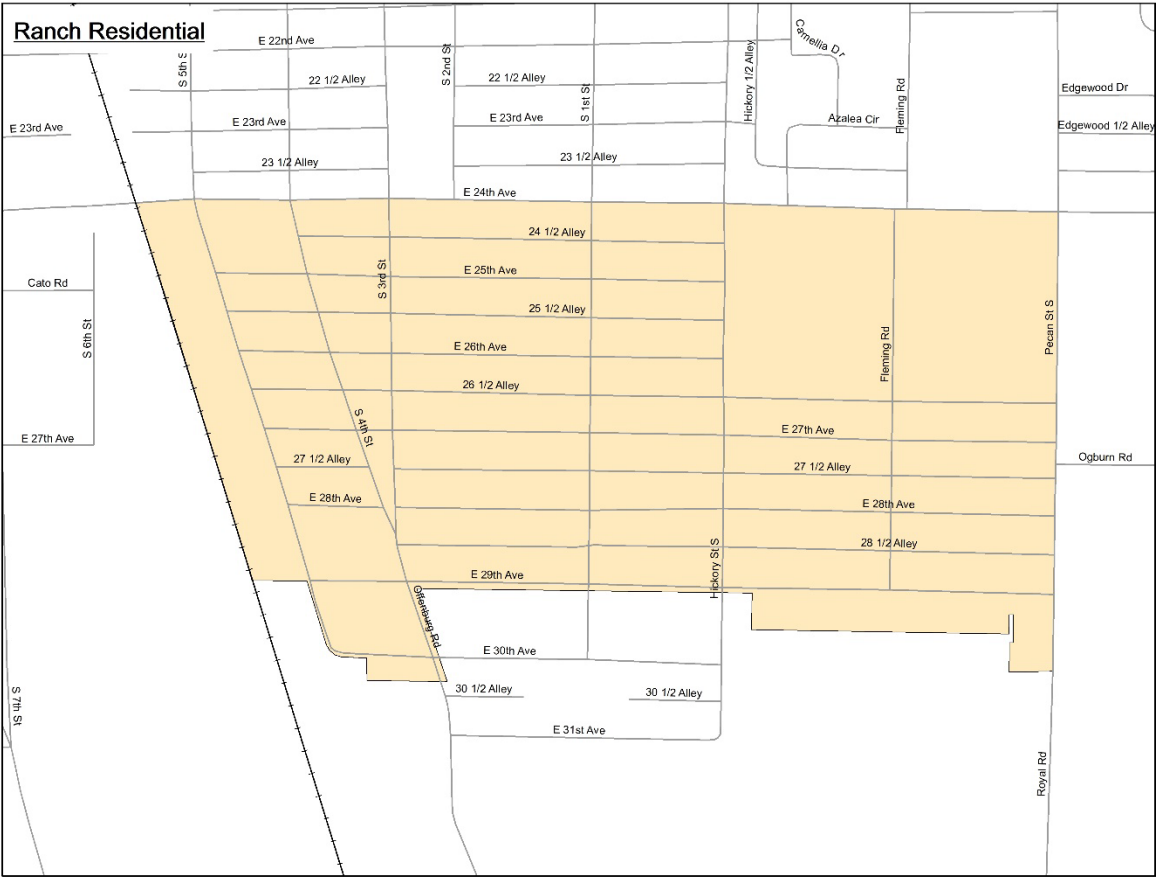 Ranch Residential
E 22nd Ave
S 5th S
S 2nd St
Camellia Dr
22 1/2 Alley
22 1/2 Alley
S 1st St
Hickory 1/2 Alley
Fleming Rd
Edgewood Dr
E 23rd Ave
E 23rd Ave
E 23rd Ave
Azalea Cir
Edgewood 1/2 Alley
23 1/2 Alley
23 1/2 Alley
E 24th Ave
24 1/2 Alley
S 3rd St
E 25th Ave
Cato Rd
25 1/2 Alley
S 6th St
E 26th Ave
Fleming Rd
Pecan St S
26 1/2 Alley
S 4th St
E 27th Ave
E 27th Ave
27 1/2 Alley
27 1/2 Alley
Ogburn Rd
E 28th Ave
E 28th Ave
28 1/2 Alley
Hickory St S
E 29th Ave
Offenburg Rd
E 30th Ave
30 1/2 Alley
30 1/2 Alley
S 7th St
E 31st Ave
Royal Rd